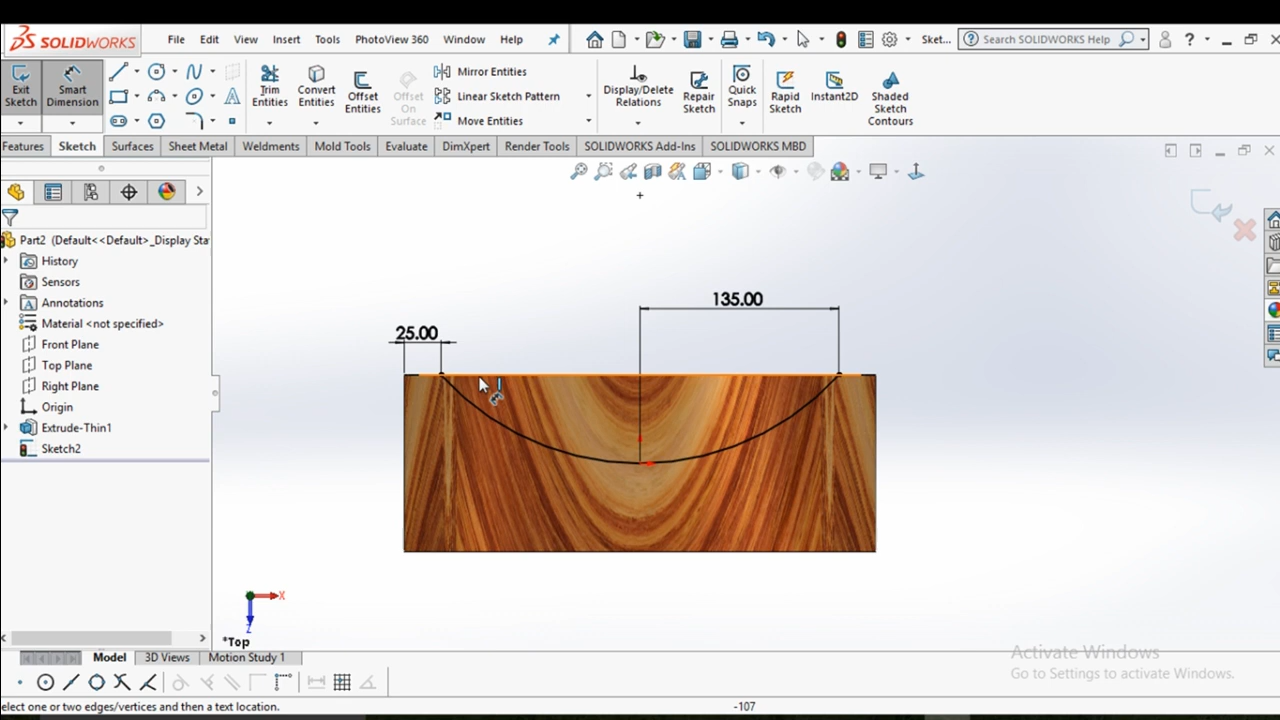 SOLIDWORKS File Edit View Insert Tools PhotoView 360 Window Help Sket... Search SOLIDWORKS Help ?
Exit Sketch
Smart Dimension
Trim Entities
Convert Entities
Offset Entities
Offset On Surface
Mirror Entities
Linear Sketch Pattern
Move Entities
Display/Delete Relations
Repair Sketch
Quick Snaps
Rapid Sketch
Instant2D
Shaded Sketch Contours
Features Sketch Surfaces Sheet Metal Weldments Mold Tools Evaluate DimXpert Render Tools SOLIDWORKS Add-Ins SOLIDWORKS MBD
Part2 (Default<<Default>_Display Sta
History
Sensors
Annotations
Material <not specified>
Front Plane
Top Plane
Right Plane
Origin
Extrude-Thin1
Sketch2
135.00
25.00
X
Z
*Top
Activate Windows
Go to Settings to activate Windows.
Model 3D Views Motion Study 1
elect one or two edges/vertices and then a text location. -107